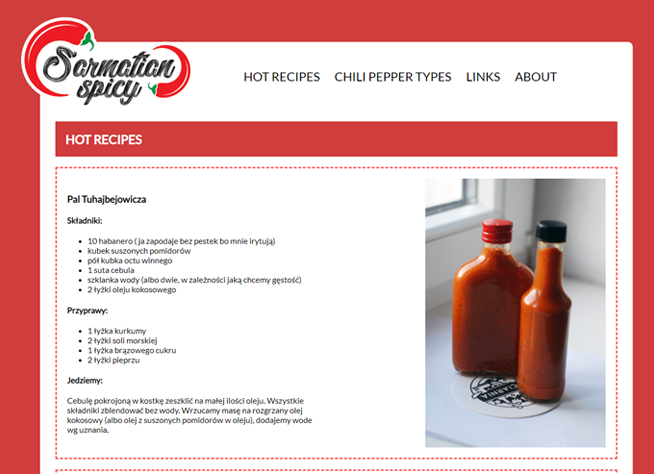 Sarmatian
spicy
HOT RECIPES CHILI PEPPER TYPES LINKS ABOUT
HOT RECIPES
Pal Tuhajbejowicza
Składniki:
10 habanero ( ja zapodaje bez pestek bo mnie irytują)
kubek suszonych pomidorów
pół kubka octu winnego
1 suta cebula
szklanka wody (albo dwie, w zależności jaką chcemy gęstość)
2 łyżki oleju kokosowego
Przyprawy:
1 łyżka kurkumy
2 łyżki soli morskiej
1 łyżka brązowego cukru
2 łyżki pieprzu
Jedziemy:
Cebulę pokrojoną w kostkę zeszklić na małej ilości oleju. Wszystkie
składniki zblendować bez wody. Wrzucamy masę na rozgrzany olej
kokosowy (albo olej z suszonych pomidorów w oleju), dodajemy wode
wg uznania.